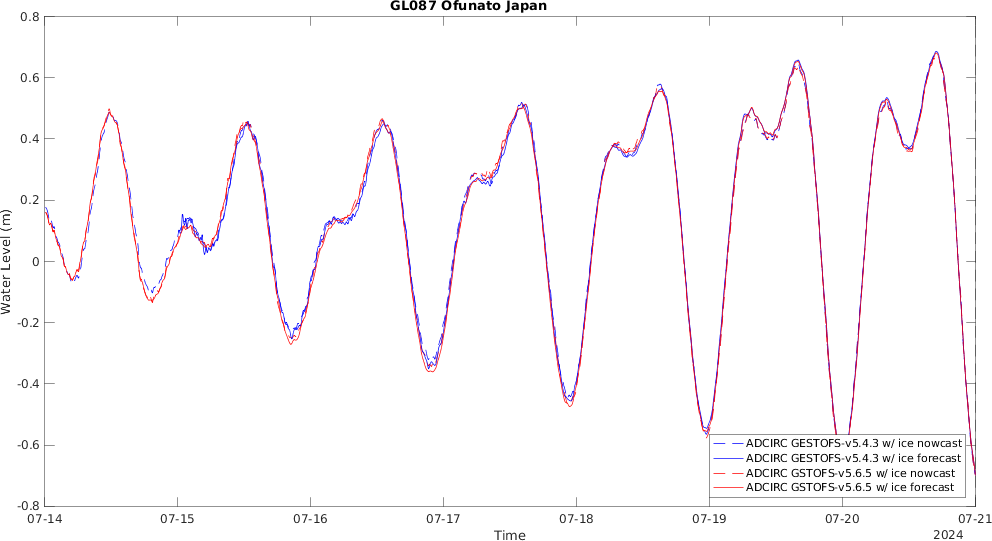 GL087 Ofunato Japan
0.8
0.6
0.4
0.2
0
-0.2
-0.4
-0.6
-0.8
Water Level (m)
ADCIRC GESTOFS-v5.4.3 w/ ice nowcast
ADCIRC GESTOFS-v5.4.3 w/ ice forecast
ADCIRC GSTOFS-v5.6.5 w/ ice nowcast
ADCIRC GSTOFS-v5.6.5 w/ ice forecast
07-14 07-15 07-16 07-17 07-18 07-19 07-20 07-21
Time
2024